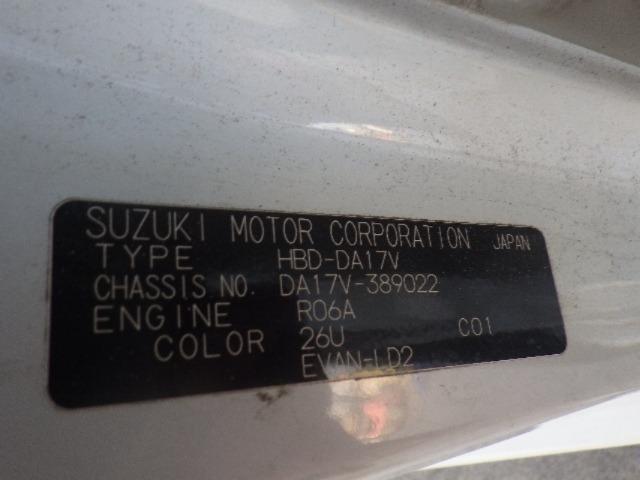 SUZUKI MOTOR CORPORATION JAPAN
TYPE HBD-DA17V
CHASSIS NO. DA17V-389022
ENGINE R06A
COLOR 26U C01
EVAN-LD2